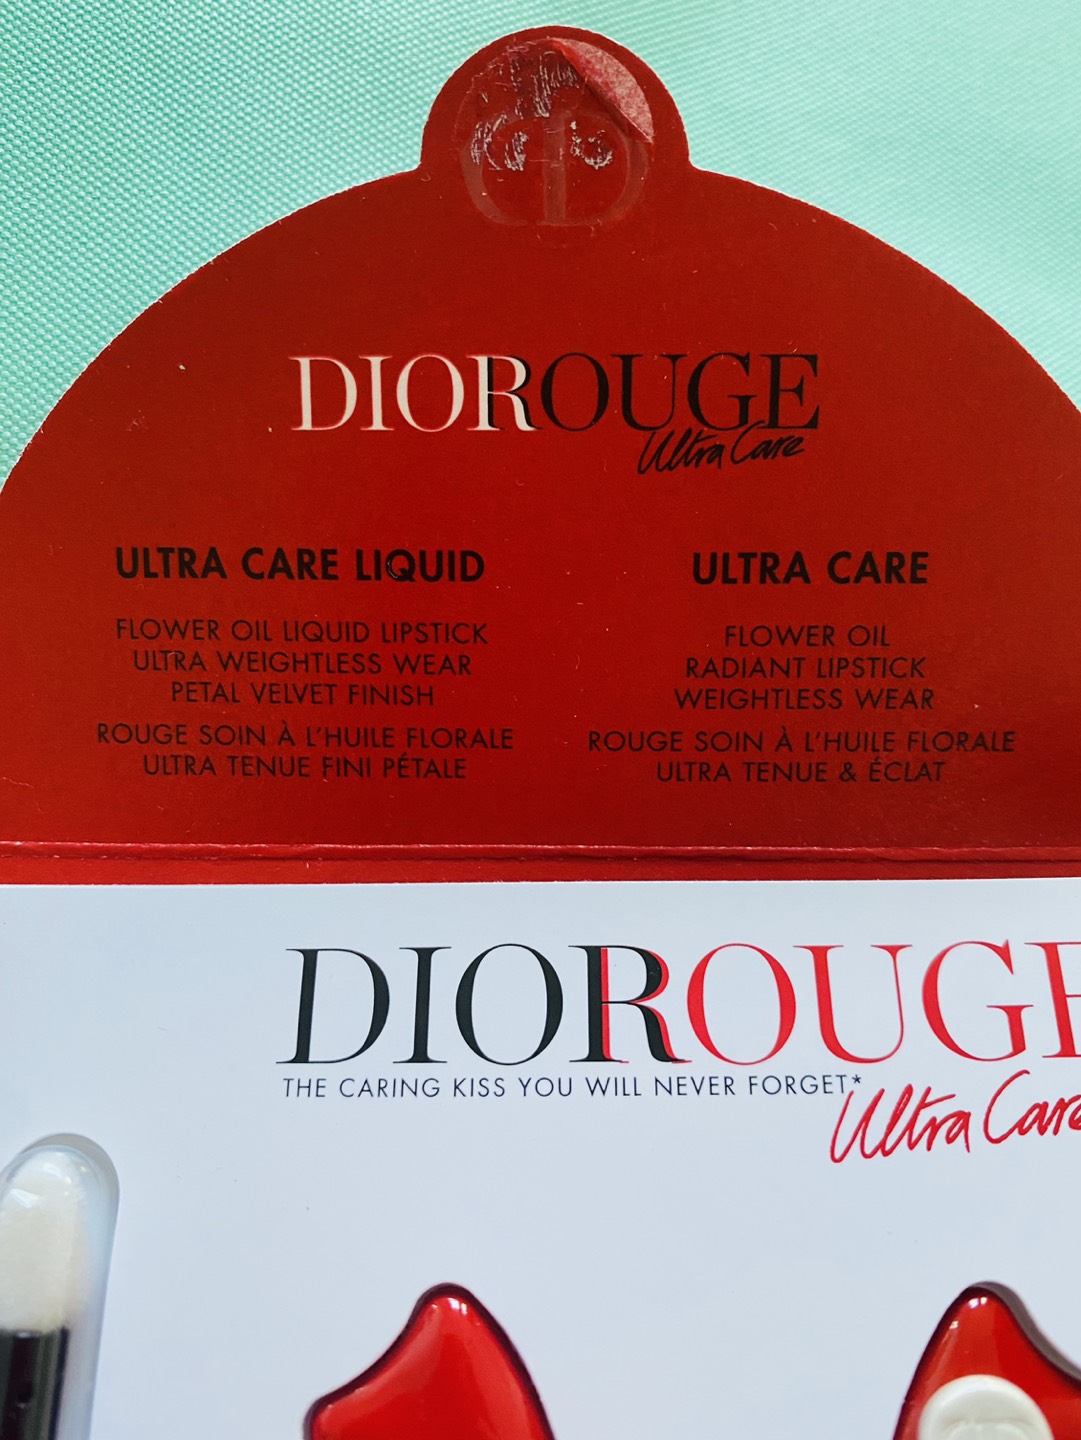 DIOROUGE
Ultra Care
ULTRA CARE LIQUID
FLOWER OIL LIQUID LIPSTICK
ULTRA WEIGHTLESS WEAR
PETAL VELVET FINISH
ROUGE SOIN À L'HUILE FLORALE
ULTRA TENUE FINI PÉTALE
ULTRA CARE
FLOWER OIL
RADIANT LIPSTICK
WEIGHTLESS WEAR
ROUGE SOIN À L'HUILE FLORALE
ULTRA TENUE & ÉCLAT
DIOROUGE
THE CARING KISS YOU WILL NEVER FORGET*
Ultra Care